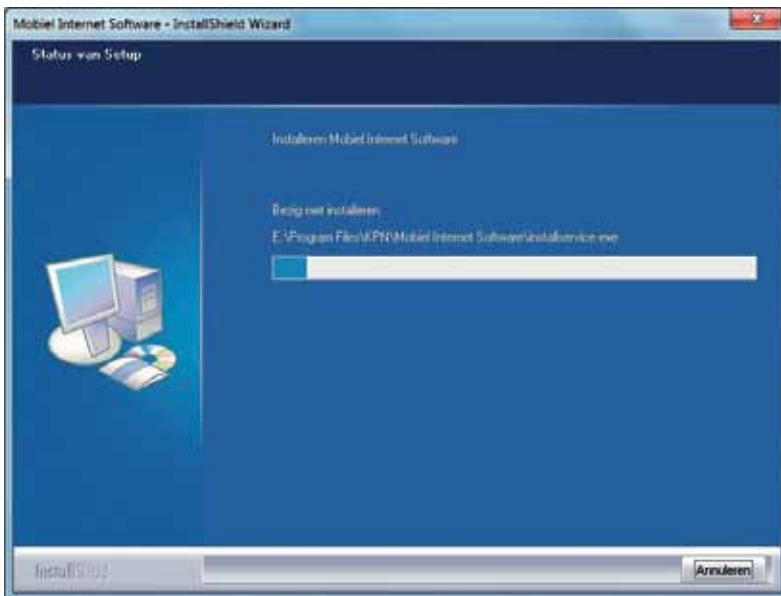 Mobiel Internet Software - InstallShield Wizard
Status van Setup
Installeren Mobiel Internet Software
Bezig met installeren
E:\Program Files\KPN\Mobiel Internet Software\installservice.exe
InstallShield
Annuleren